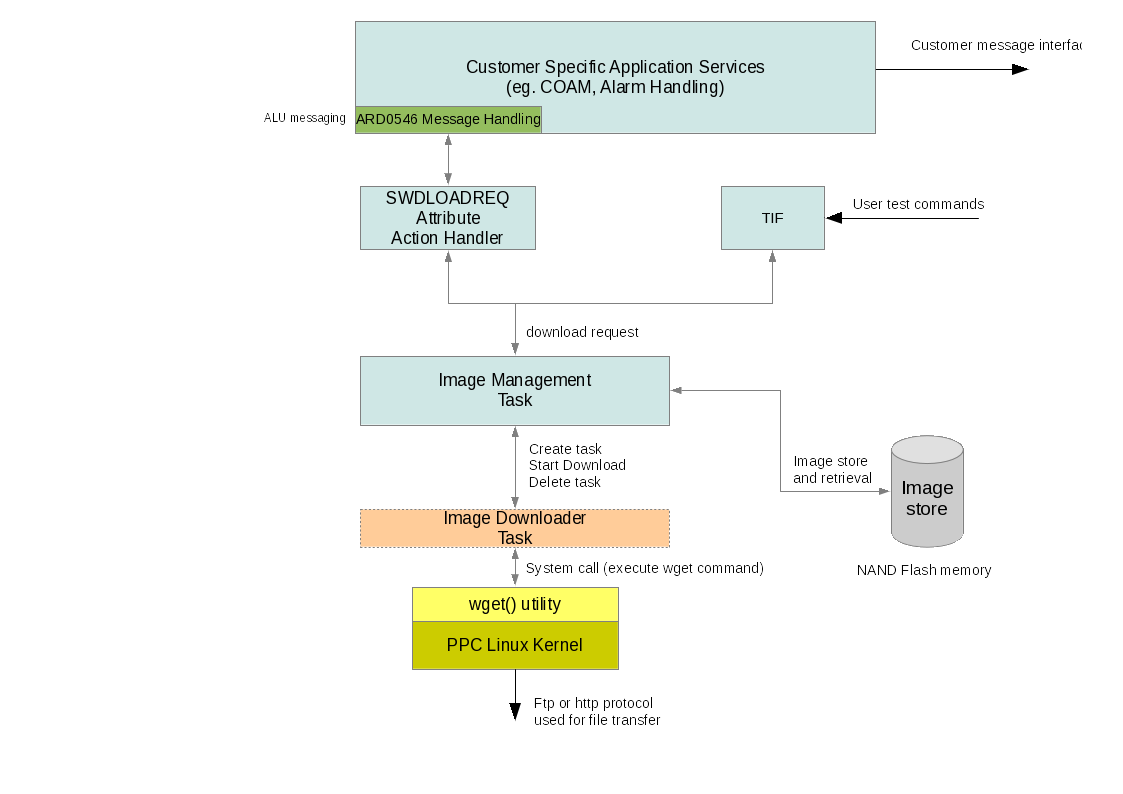 Customer message interfac
Customer Specific Application Services
(eg. COAM, Alarm Handling)
ALU messaging
ARD0546 Message Handling
SWDLOADREQ
Attribute
Action Handler
TIF
User test commands
download request
Image Management
Task
Create task
Start Download
Delete task
Image store
and retrieval
Image
store
Image Downloader
Task
System call (execute wget command)
NAND Flash memory
wget() utility
PPC Linux Kernel
Ftp or http protocol
used for file transfer